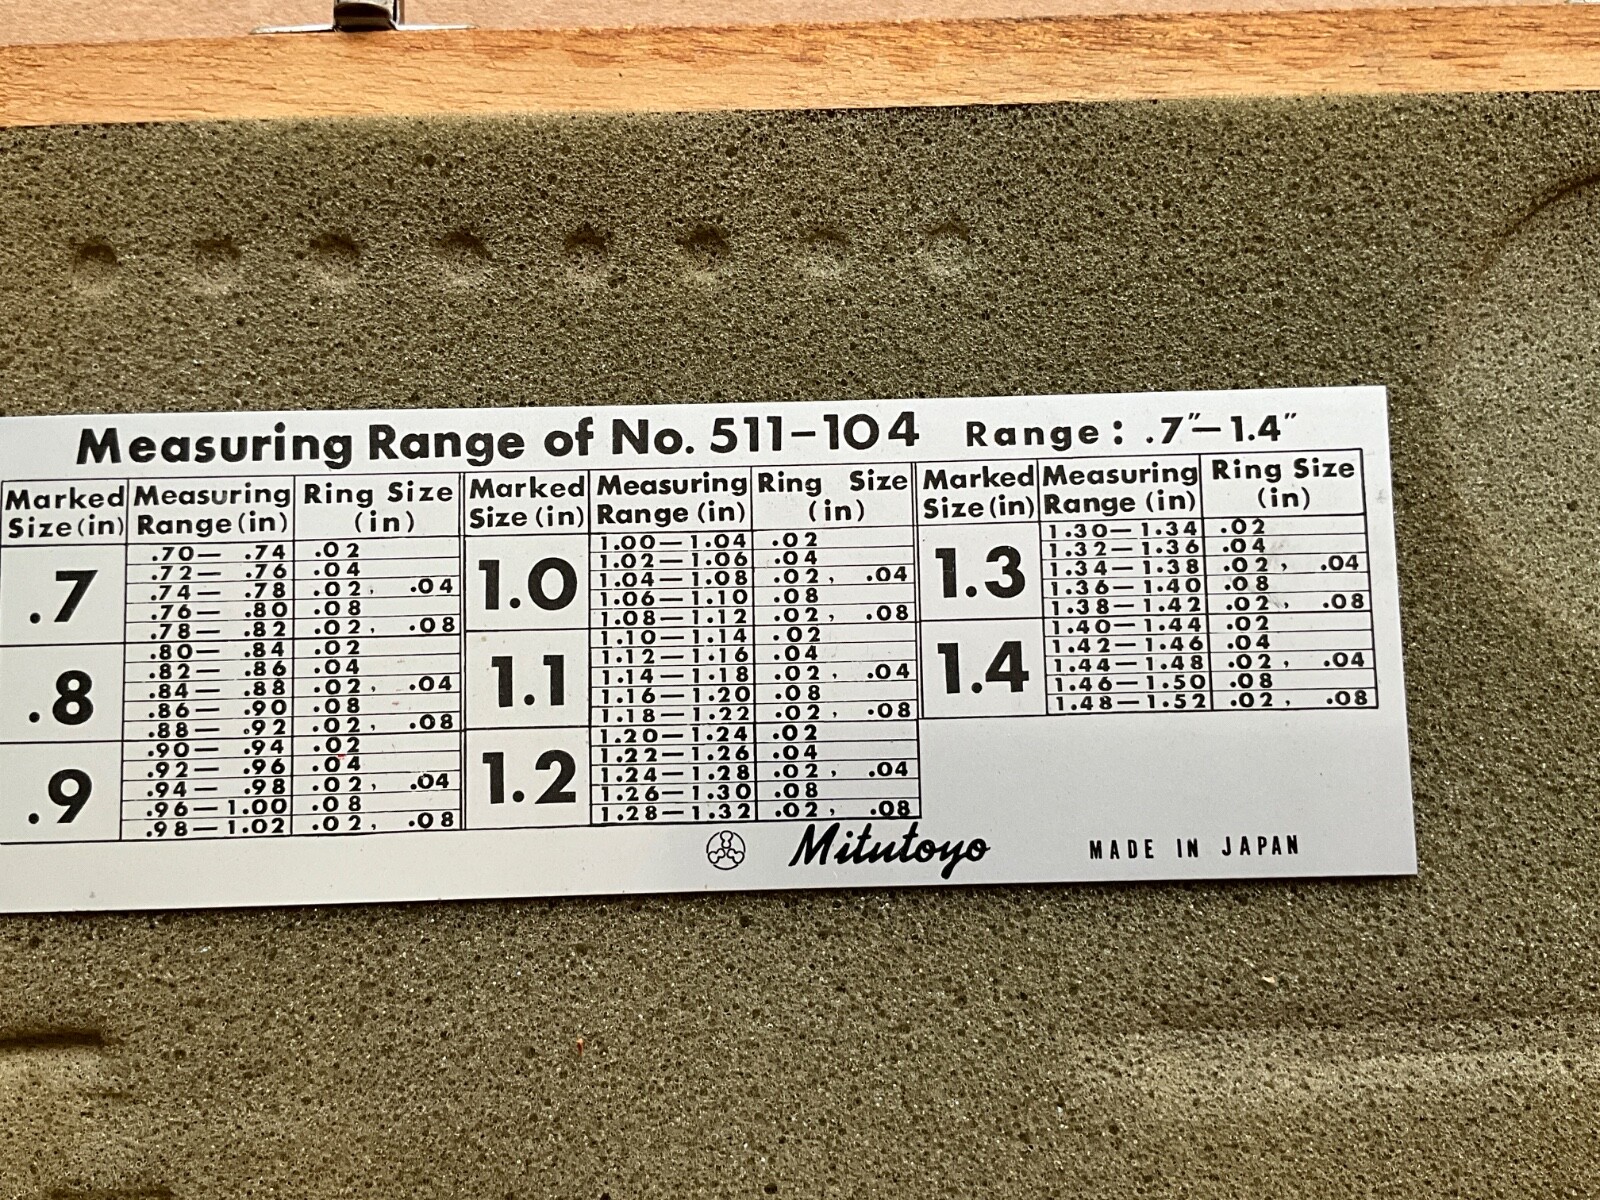 Measuring Range of No. 511-104 Range: .7"-1.4"
Marked Size (in) Measuring Range (in) Ring Size (in)
.7
.70— .74 .02
.72— .76 .04
.74— .78 .02, .04
.76— .80 .08
.78— .82 .02, .08
.8
.80— .84 .02
.82— .86 .04
.84— .88 .02, .04
.86— .90 .08
.88— .92 .02, .08
.9
.90— .94 .02
.92— .96 .04
.94— .98 .02, .04
.96—1.00 .08
.98—1.02 .02, .08
Marked Size (in) Measuring Range (in) Ring Size (in)
1.0
1.00—1.04 .02
1.02—1.06 .04
1.04—1.08 .02, .04
1.06—1.10 .08
1.08—1.12 .02, .08
1.1
1.10—1.14 .02
1.12—1.16 .04
1.14—1.18 .02, .04
1.16—1.20 .08
1.18—1.22 .02, .08
1.2
1.20—1.24 .02
1.22—1.26 .04
1.24—1.28 .02, .04
1.26—1.30 .08
1.28—1.32 .02, .08
Marked Size (in) Measuring Range (in) Ring Size (in)
1.3
1.30—1.34 .02
1.32—1.36 .04
1.34—1.38 .02, .04
1.36—1.40 .08
1.38—1.42 .02, .08
1.4
1.40—1.44 .02
1.42—1.46 .04
1.44—1.48 .02, .04
1.46—1.50 .08
1.48—1.52 .02, .08
Mitutoyo MADE IN JAPAN